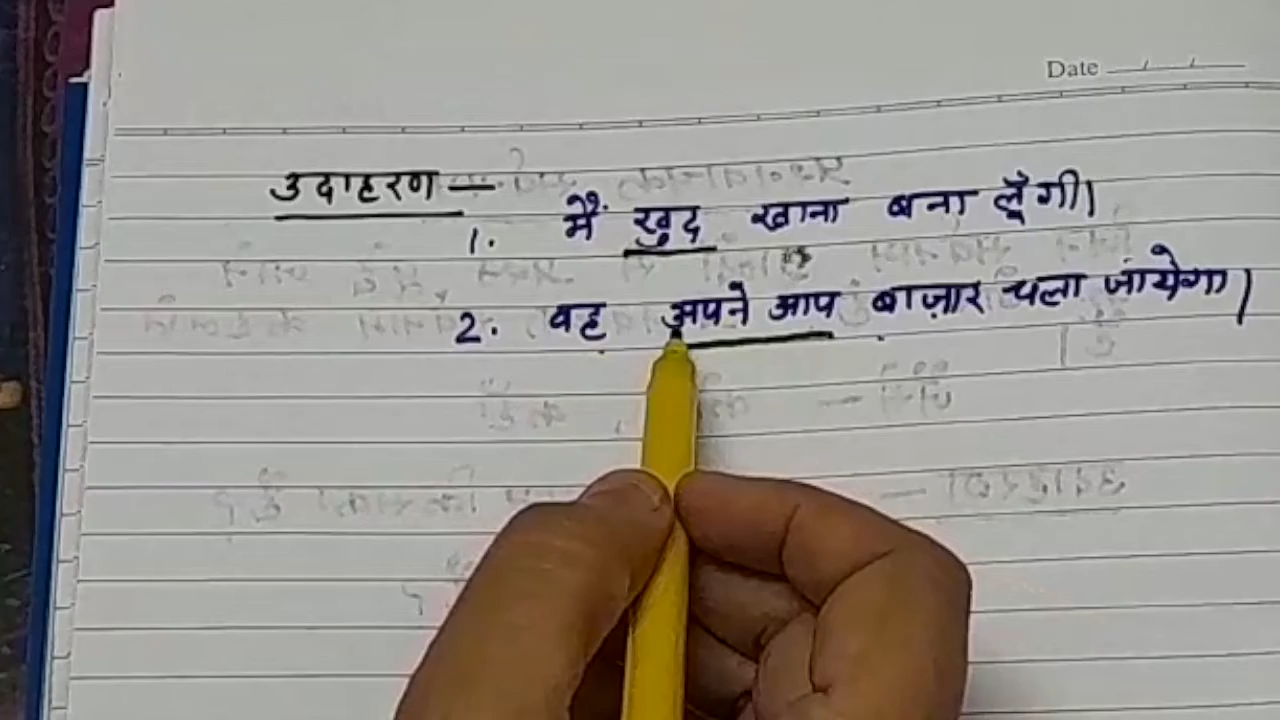 Date
उदाहरण —
1. मैं खुद खाना बना लूँगी।
2. वह अपने आप बाज़ार चला जायेगा।